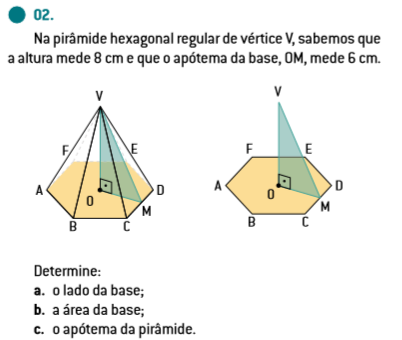 02.
Na pirâmide hexagonal regular de vértice V, sabemos que
a altura mede 8 cm e que o apótema da base, OM, mede 6 cm.
V
F
E
A
O
D
M
B
C
V
F
E
A
O
D
M
B
C
Determine:
a. o lado da base;
b. a área da base;
c. o apótema da pirâmide.